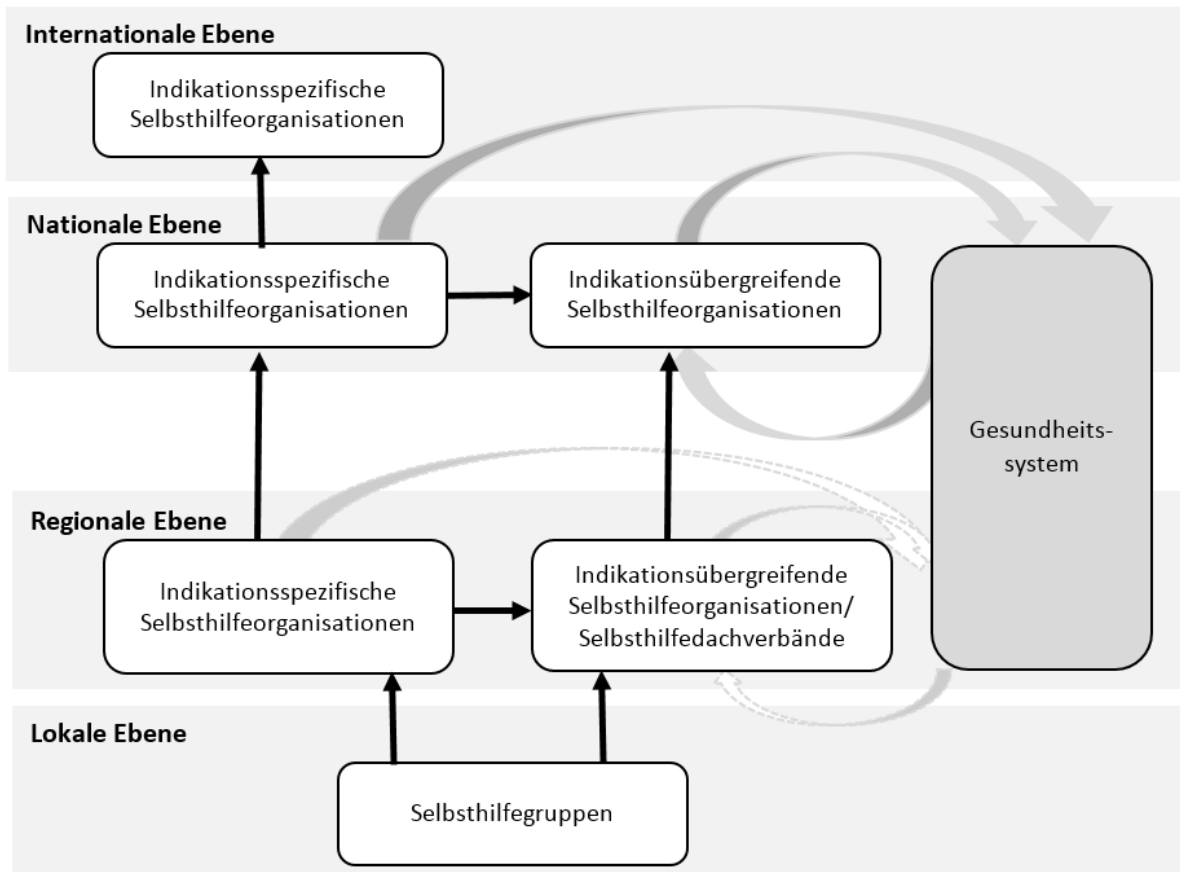 Internationale Ebene
Indikationsspezifische
Selbsthilfeorganisationen
Nationale Ebene
Indikationsspezifische
Selbsthilfeorganisationen
Indikationsübergreifende
Selbsthilfeorganisationen
Gesundheits-
system
Regionale Ebene
Indikationsspezifische
Selbsthilfeorganisationen
Indikationsübergreifende
Selbsthilfeorganisationen/
Selbsthilfedachverbände
Lokale Ebene
Selbsthilfegruppen